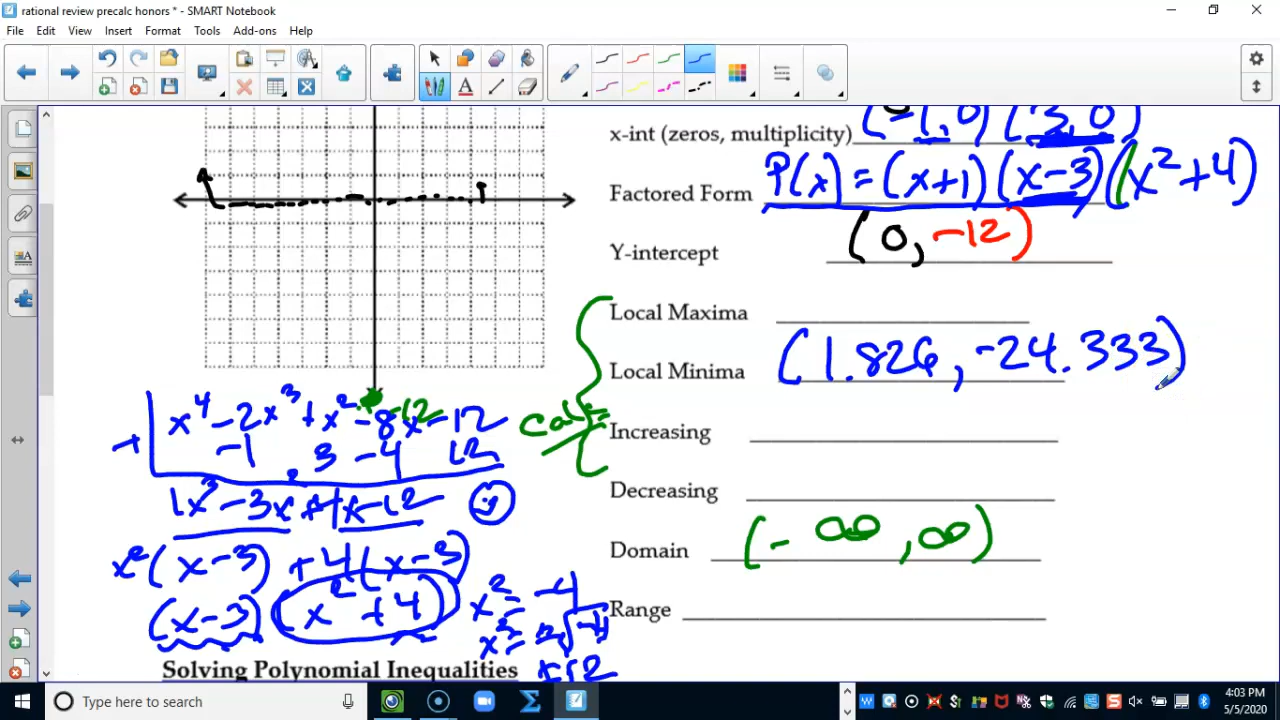 rational review precalc honors * - SMART Notebook
File Edit View Insert Format Tools Add-ons Help
x-int (zeros, multiplicity) (-1,0) (3,0)
Factored Form P(x) = (x+1)(x-3)(x²+4)
Y-intercept (0,-12)
Local Maxima
Local Minima (1.826, -24.333)
Increasing
Decreasing
Domain (-∞,∞)
Range
-12
calc
x⁴-2x³+x²-8x-12
+ -1 3 -4 12
1x³-3x²+4x-12
x²(x-3) +4(x-3)
(x-3)(x²+4)
x²=-4
Solving Polynomial Inequalities
Type here to search
4:03 PM
5/5/2020